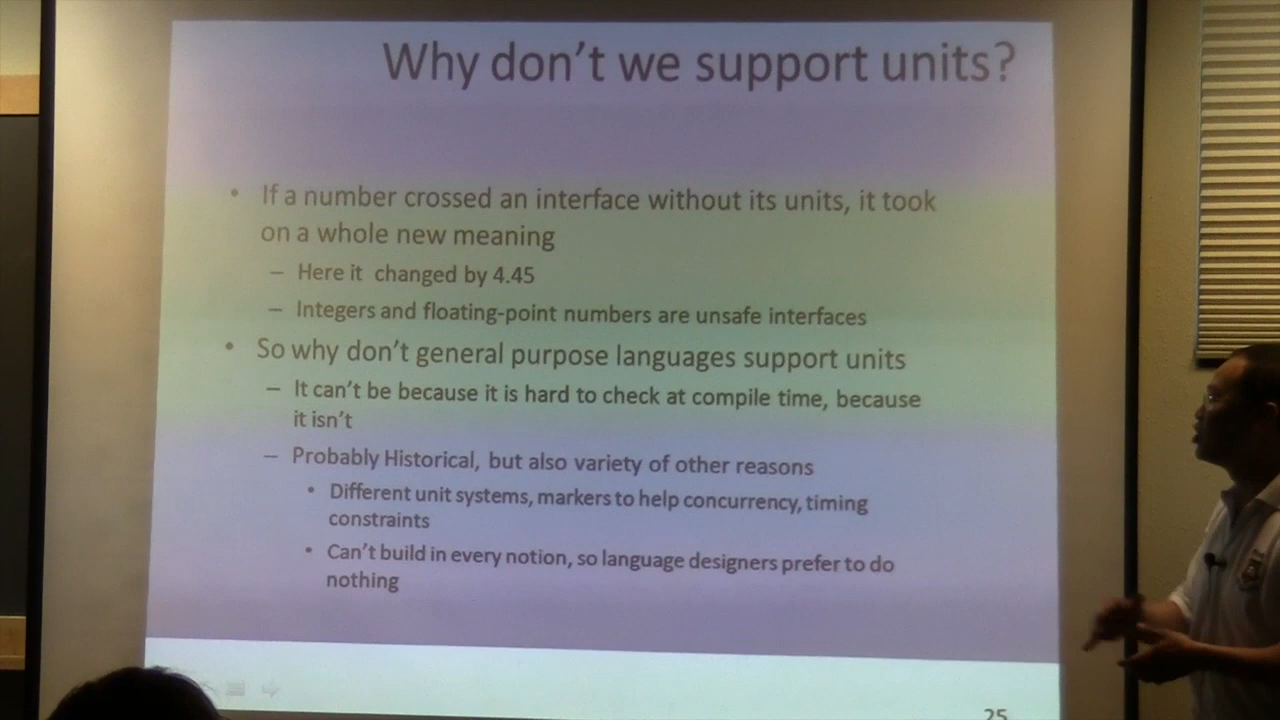 Why don't we support units?
• If a number crossed an interface without its units, it took
on a whole new meaning
– Here it changed by 4.45
– Integers and floating-point numbers are unsafe interfaces
• So why don't general purpose languages support units
– It can't be because it is hard to check at compile time, because
it isn't
– Probably Historical, but also variety of other reasons
• Different unit systems, markers to help concurrency, timing
constraints
• Can't build in every notion, so language designers prefer to do
nothing
25